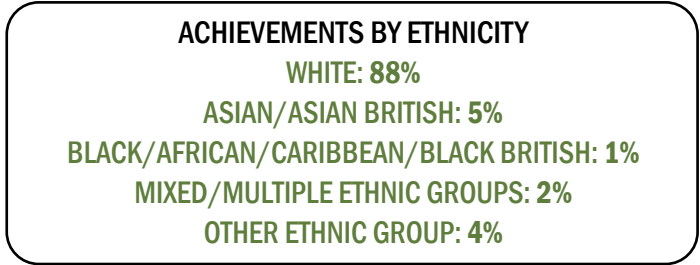 ACHIEVEMENTS BY ETHNICITY
WHITE: 88%
ASIAN/ASIAN BRITISH: 5%
BLACK/AFRICAN/CARIBBEAN/BLACK BRITISH: 1%
MIXED/MULTIPLE ETHNIC GROUPS: 2%
OTHER ETHNIC GROUP: 4%